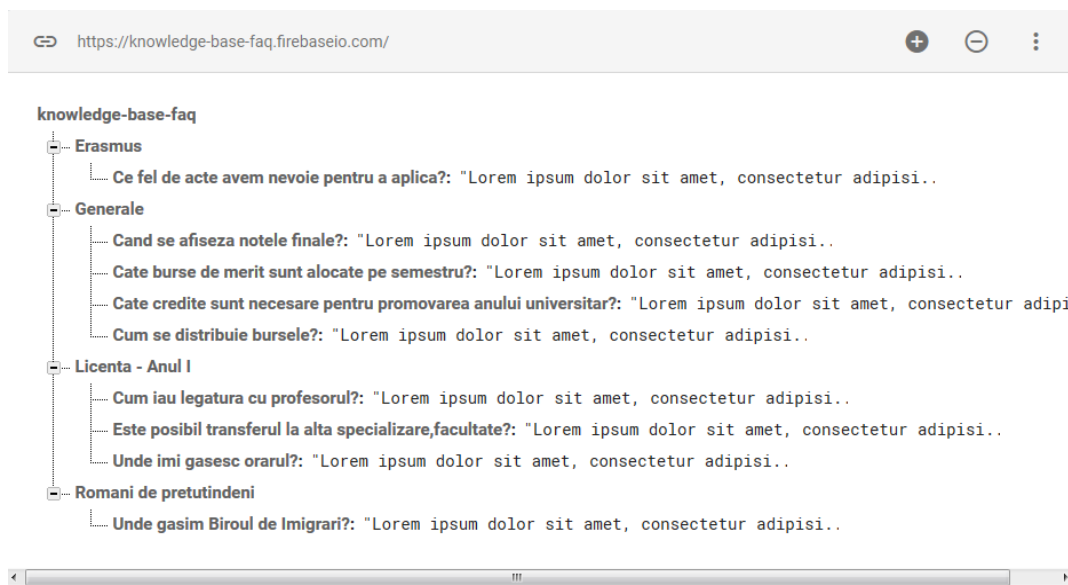 https://knowledge-base-faq.firebaseio.com/
knowledge-base-faq
Erasmus
Ce fel de acte avem nevoie pentru a aplica?: "Lorem ipsum dolor sit amet, consectetur adipisi..
Generale
Cand se afiseza notele finale?: "Lorem ipsum dolor sit amet, consectetur adipisi..
Cate burse de merit sunt alocate pe semestru?: "Lorem ipsum dolor sit amet, consectetur adipisi..
Cate credite sunt necesare pentru promovarea anului universitar?: "Lorem ipsum dolor sit amet, consectetur adipi
Cum se distribuie bursele?: "Lorem ipsum dolor sit amet, consectetur adipisi..
Licenta - Anul I
Cum iau legatura cu profesorul?: "Lorem ipsum dolor sit amet, consectetur adipisi..
Este posibil transferul la alta specializare,facultate?: "Lorem ipsum dolor sit amet, consectetur adipisi..
Unde imi gasesc orarul?: "Lorem ipsum dolor sit amet, consectetur adipisi..
Romani de pretutindeni
Unde gasim Biroul de Imigrari?: "Lorem ipsum dolor sit amet, consectetur adipisi..